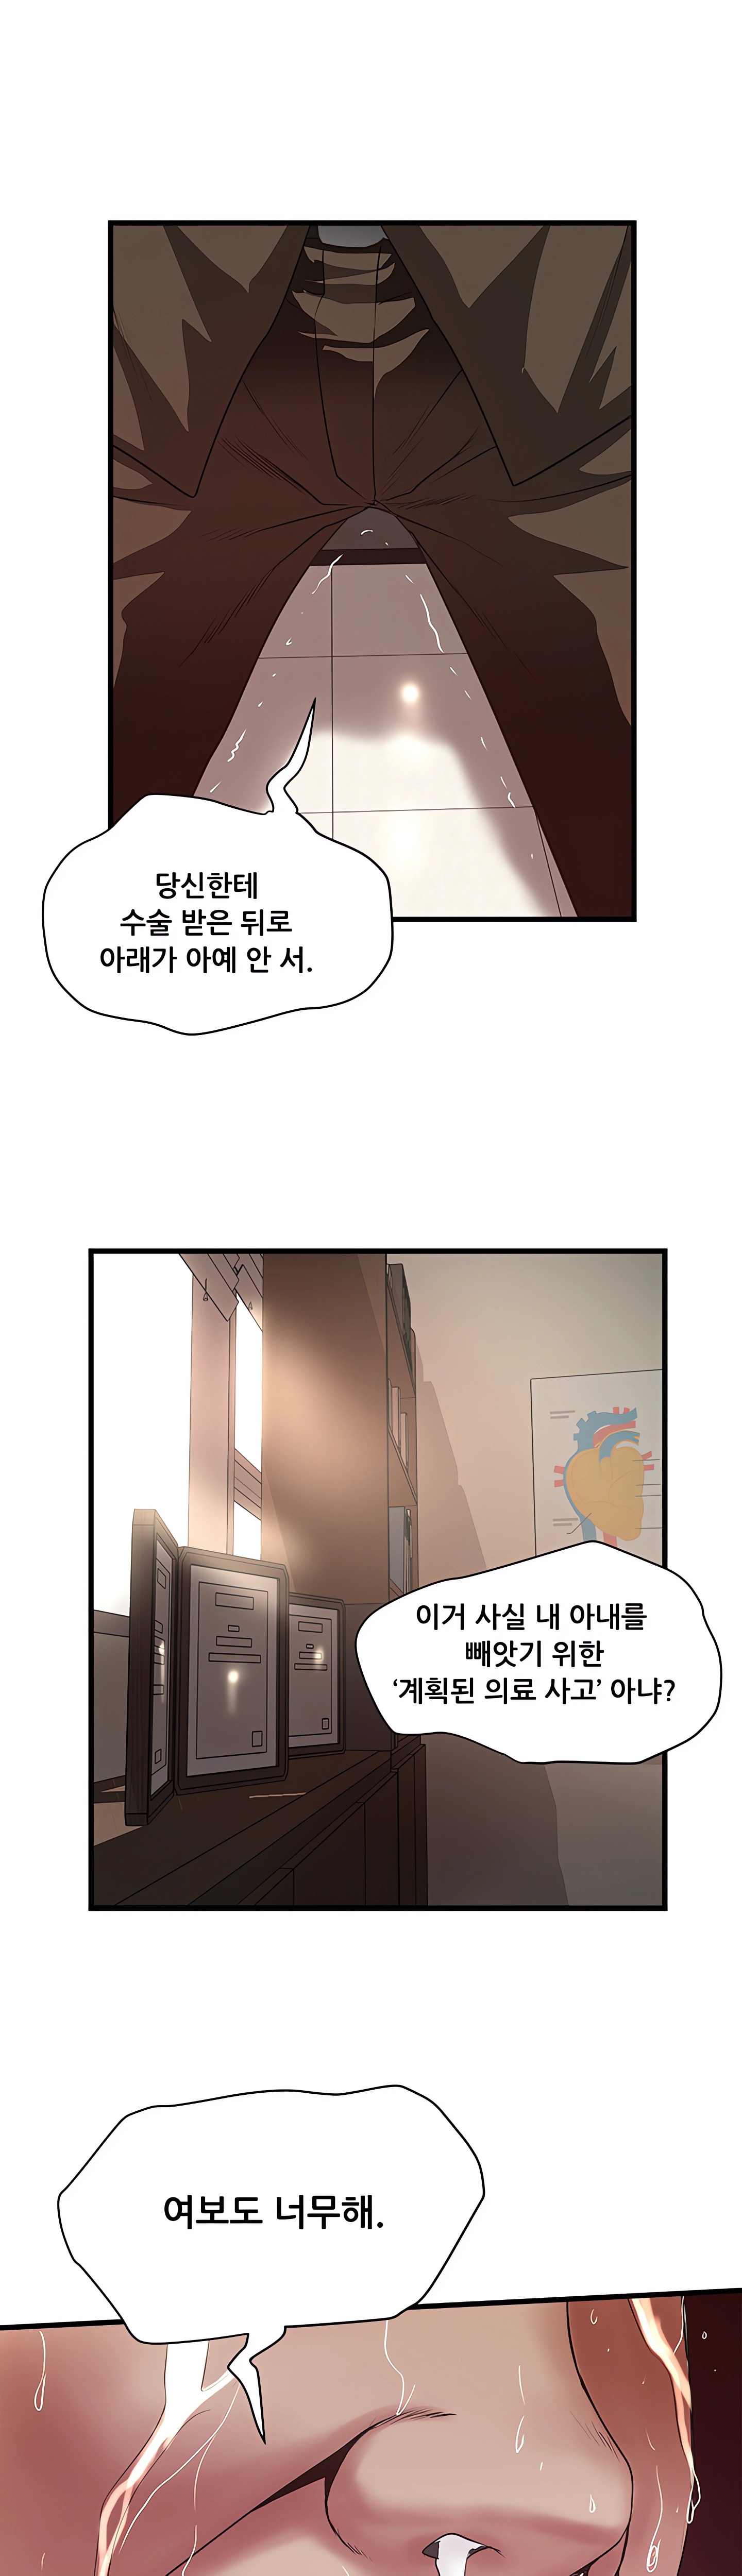 당신한테
수술 받은 뒤로
아래가 아예 안 서.
이거 사실 내 아내를
빼앗기 위한
‘계획된 의료 사고’ 아냐?
여보도 너무해.